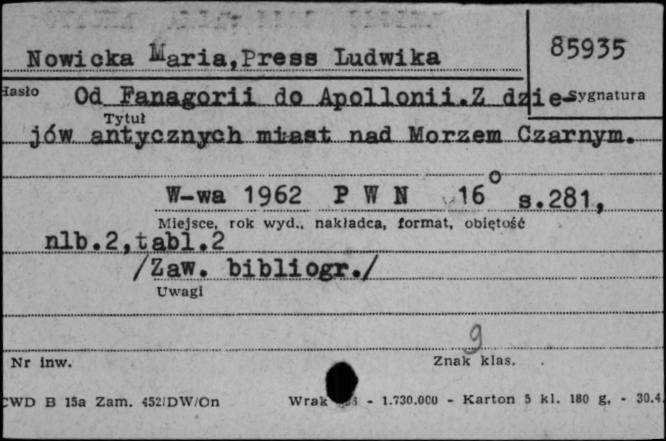 Nowicka Maria,Press Ludwika
85935
Hasło
Sygnatura
Od Fanagorii do Apollonii.Z dzie-
Tytuł
jów antycznych miast nad Morzem Czarnym.
W-wa 1962 P W N 16° s.281,
Miejsce, rok wyd., nakładca, format, obiętość
nlb.2,tabl.2
/Zaw. bibliogr./
Uwagi
9
Nr inw.
Znak klas.
CWD B 15a Zam. 452/DW/On
Wrak - 1.730.000 - Karton 5 kl. 180 g, - 30.4.